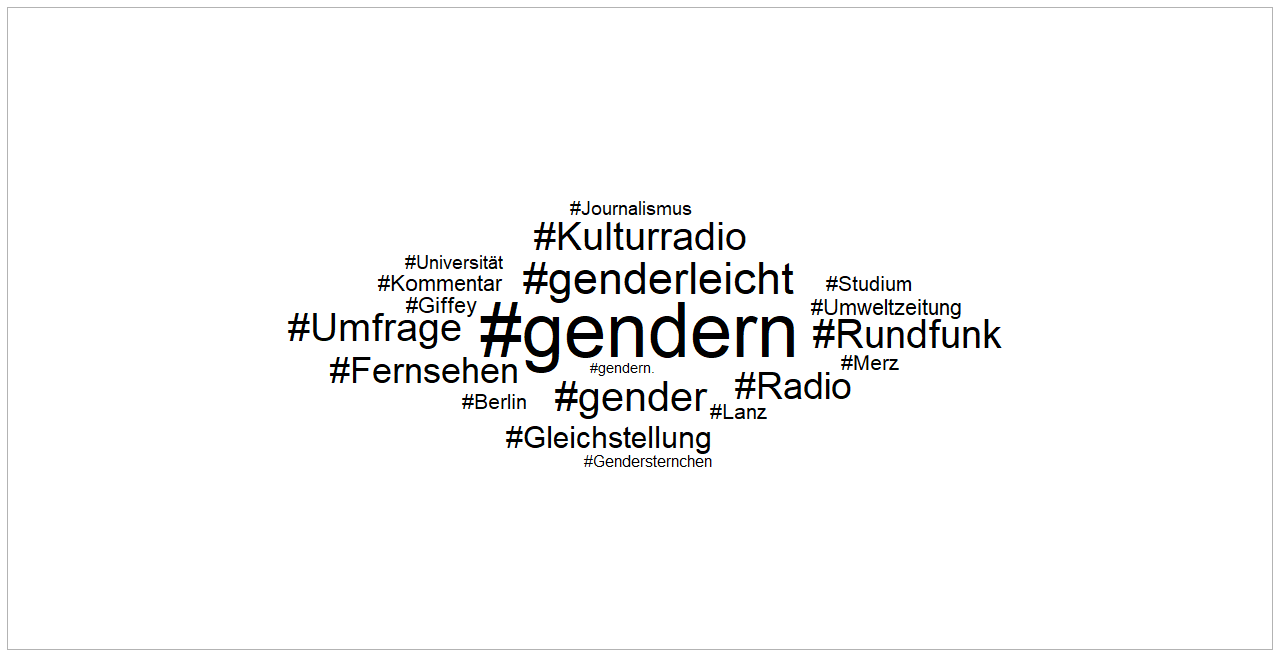 #Journalismus
#Kulturradio
#Universität
#genderleicht
#Kommentar
#Studium
#Giffey
#Umweltzeitung
#Umfrage
#gendern
#Rundfunk
#Fernsehen
#gendern.
#Merz
#Radio
#Berlin
#gender
#Lanz
#Gleichstellung
#Gendersternchen